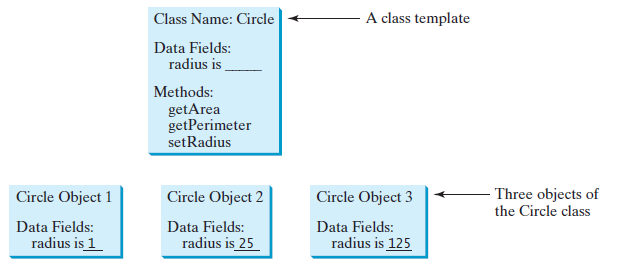 Class Name: Circle
A class template
Data Fields:
radius is _____
Methods:
getArea
getPerimeter
setRadius
Circle Object 1
Data Fields:
radius is 1
Circle Object 2
Data Fields:
radius is 25
Circle Object 3
Data Fields:
radius is 125
Three objects of
the Circle class